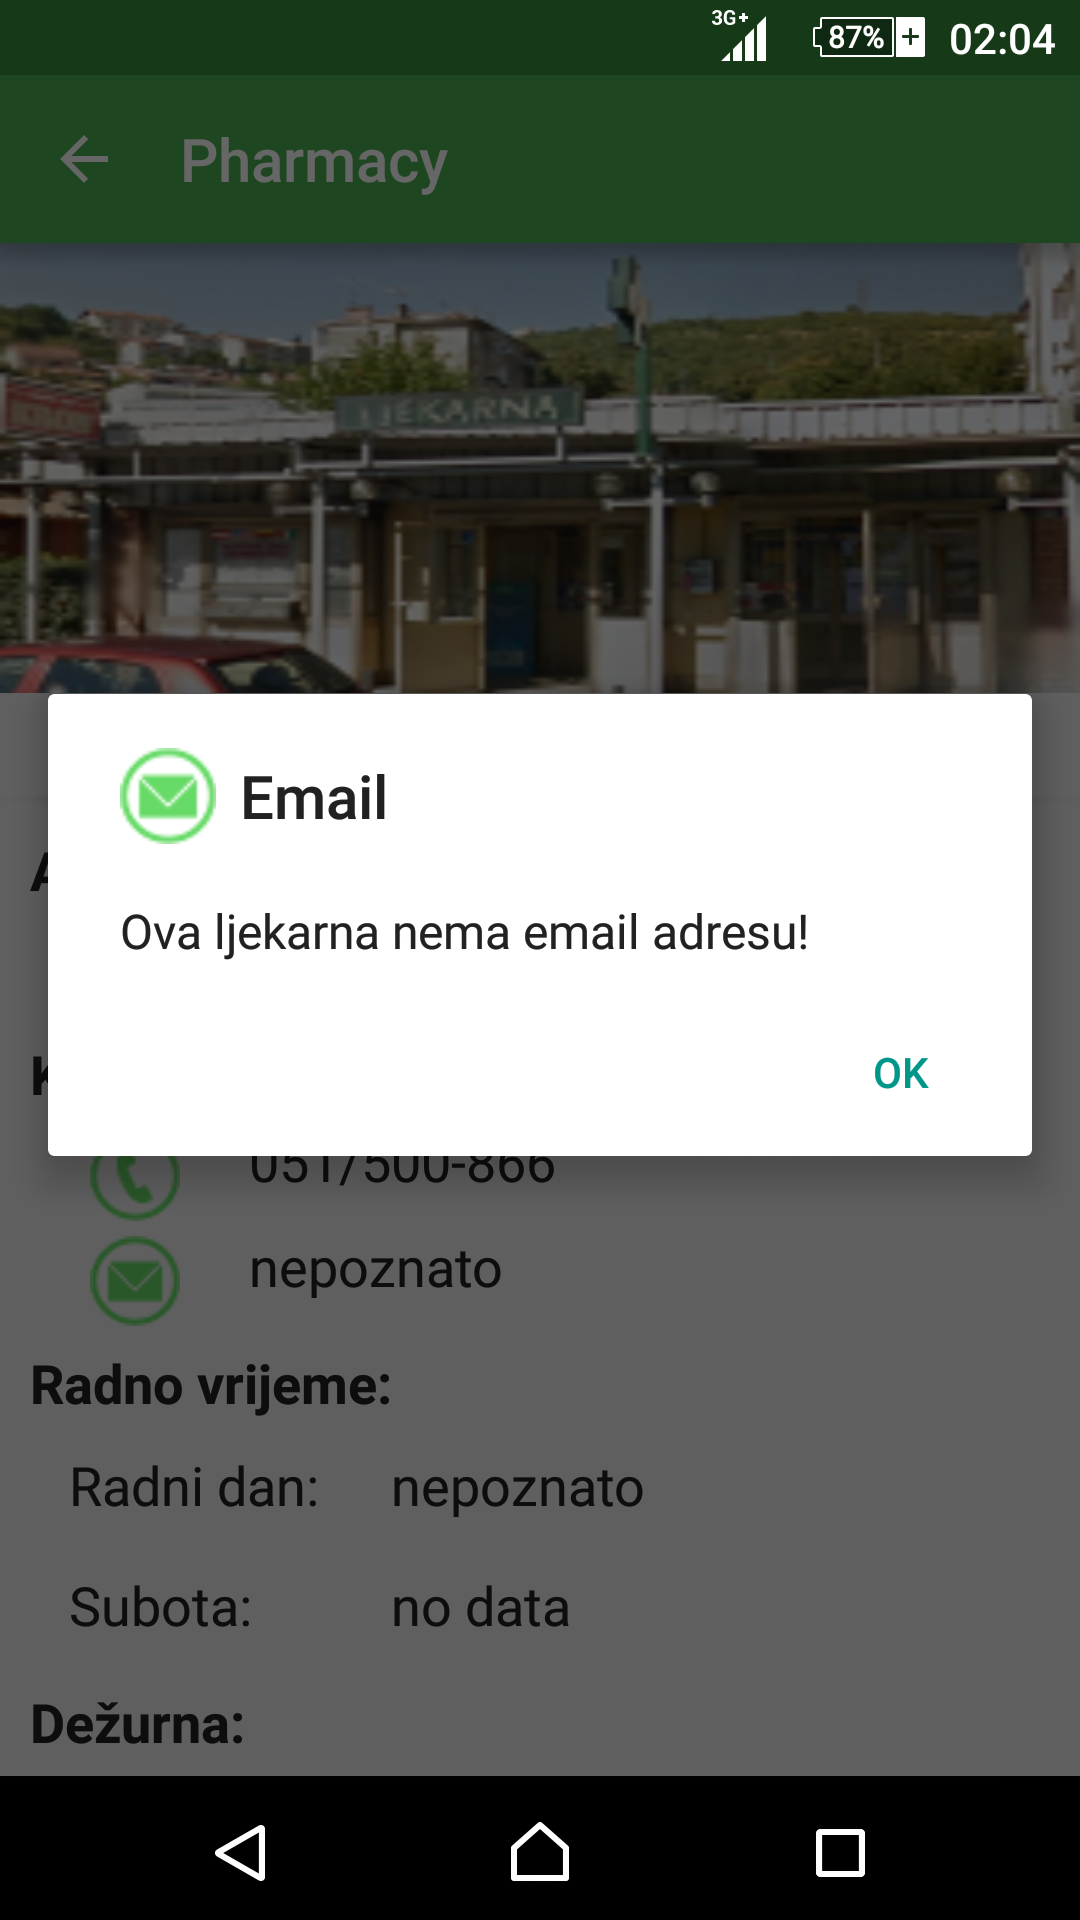 3G+
87%
02:04
Pharmacy
LJEKARNA
Email
Ova ljekarna nema email adresu!
OK
051/500-866
nepoznato
Radno vrijeme:
Radni dan: nepoznato
Subota: no data
Dežurna: